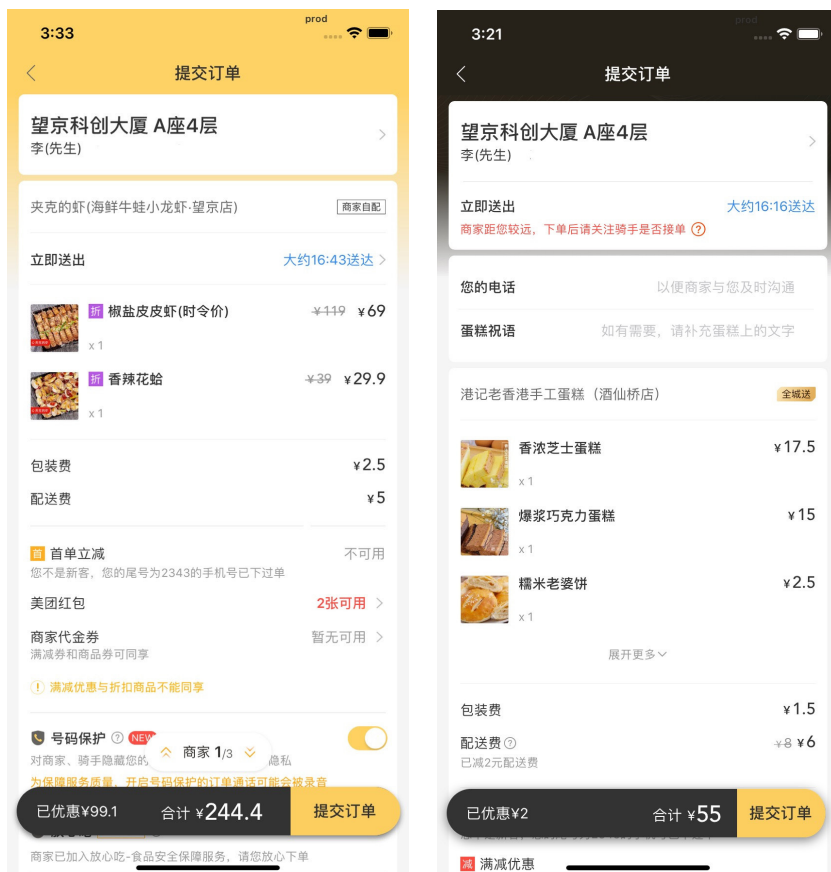 prod
3:33
提交订单
望京科创大厦 A座4层
李(先生)
夹克的虾(海鲜牛蛙小龙虾·望京店)
商家自配
立即送出
大约16:43送达
折 椒盐皮皮虾(时令价)
¥119 ¥69
x 1
折 香辣花蛤
¥39 ¥29.9
x 1
包装费
¥2.5
配送费
¥5
首 首单立减
不可用
您不是新客，您的尾号为2343的手机号已下过单
美团红包
2张可用
商家代金券
暂无可用
满减券和商品券可同享
满减优惠与折扣商品不能同享
号码保护
NEW
商家 1/3
对商家、骑手隐藏您的
隐私
为保障服务质量，开启号码保护的订单通话可能会被录音
已优惠¥99.1
合计 ¥244.4
提交订单
商家已加入放心吃-食品安全保障服务，请您放心下单
prod
3:21
提交订单
望京科创大厦 A座4层
李(先生)
立即送出
大约16:16送达
商家距您较远，下单后请关注骑手是否接单
您的电话
以便商家与您及时沟通
蛋糕祝语
如有需要，请补充蛋糕上的文字
港记老香港手工蛋糕（酒仙桥店）
全城送
香浓芝士蛋糕
¥17.5
x 1
爆浆巧克力蛋糕
¥15
x 1
糯米老婆饼
¥2.5
x 1
展开更多
包装费
¥1.5
配送费
¥8 ¥6
已减2元配送费
已优惠¥2
合计 ¥55
提交订单
减 满减优惠